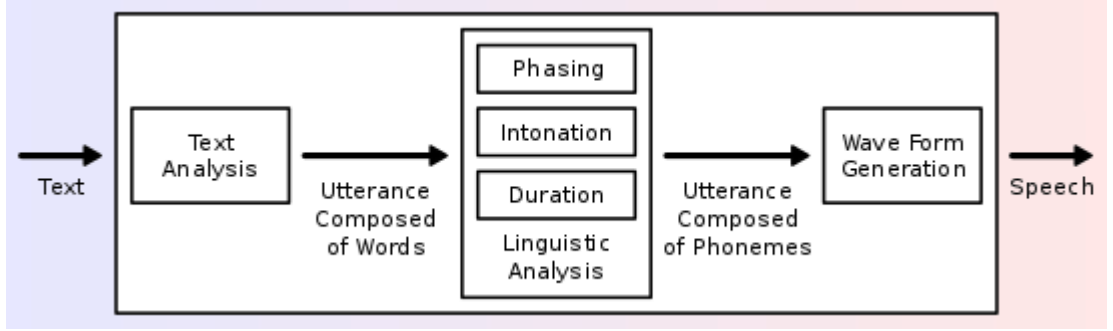 Text
Text
Analysis
Utterance
Composed
of Words
Phasing
Intonation
Duration
Linguistic
Analysis
Utterance
Composed
of Phonemes
Wave Form
Generation
Speech